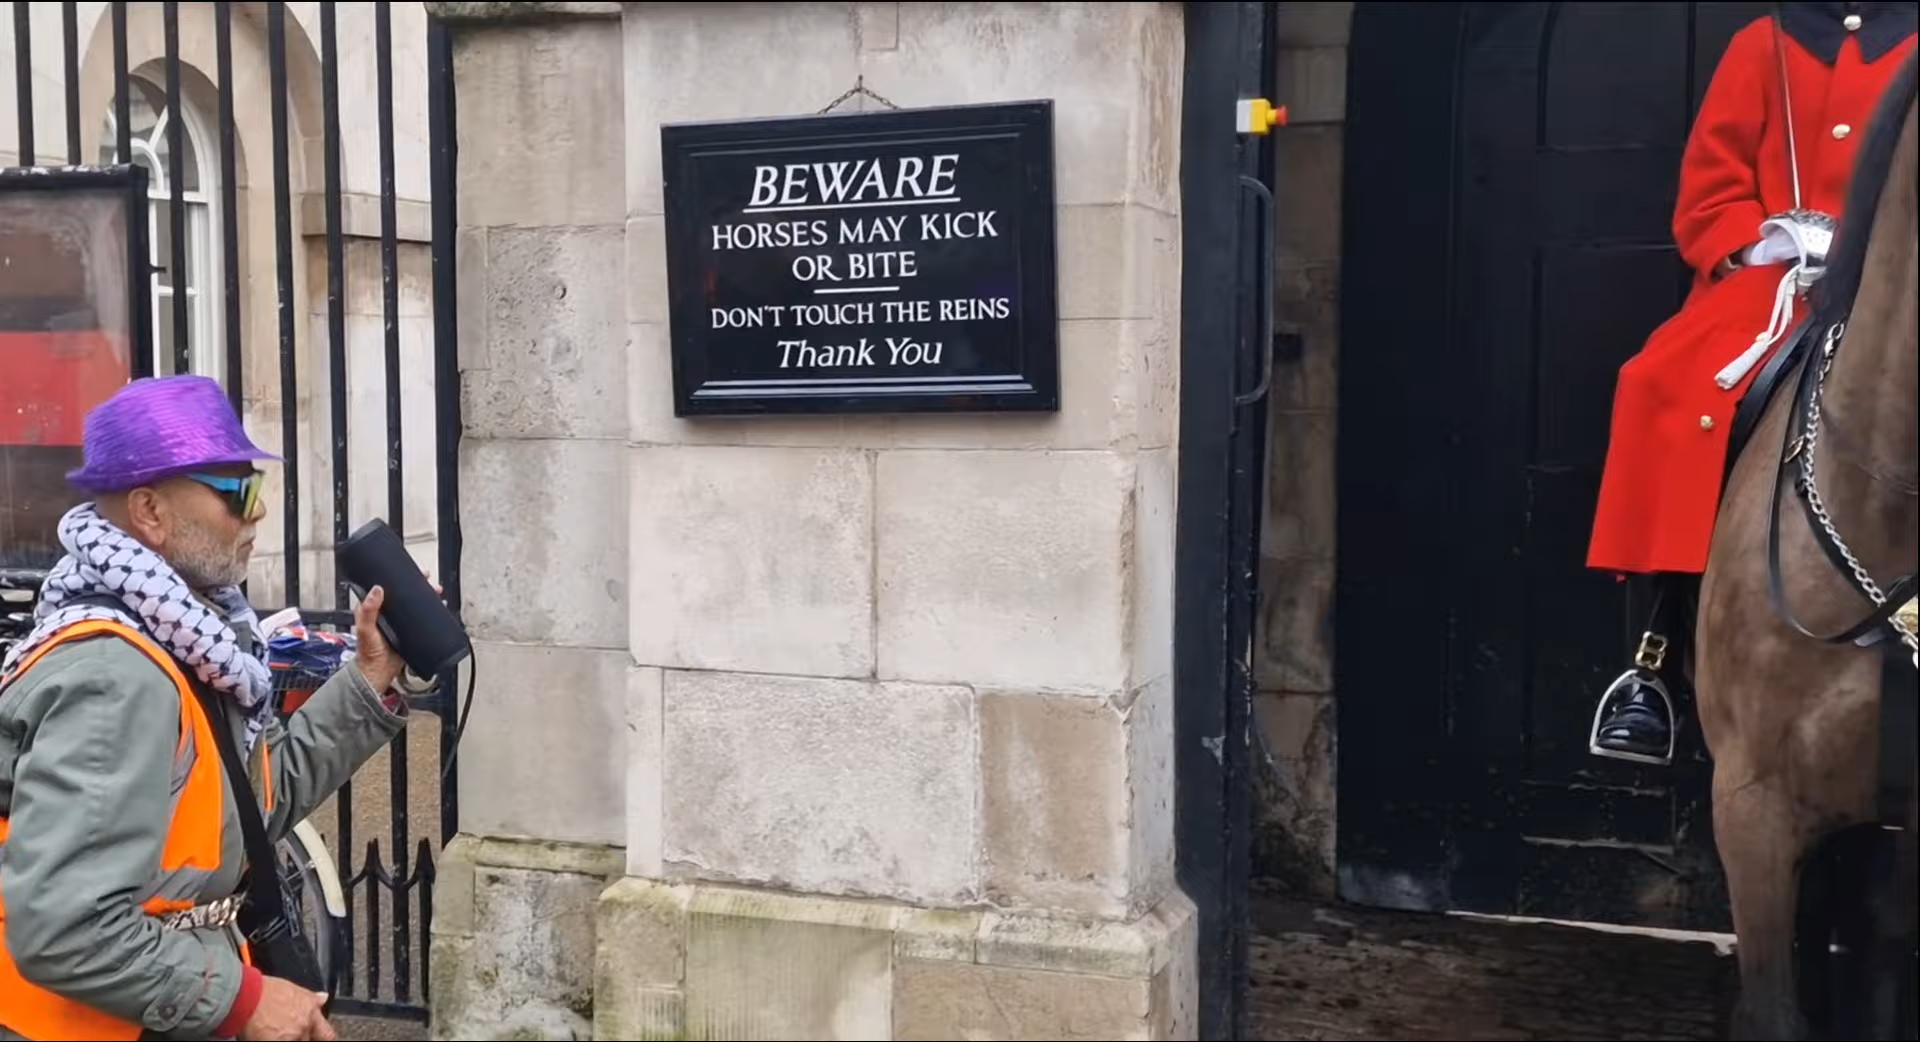 BEWARE
HORSES MAY KICK
OR BITE
DON'T TOUCH THE REINS
Thank You